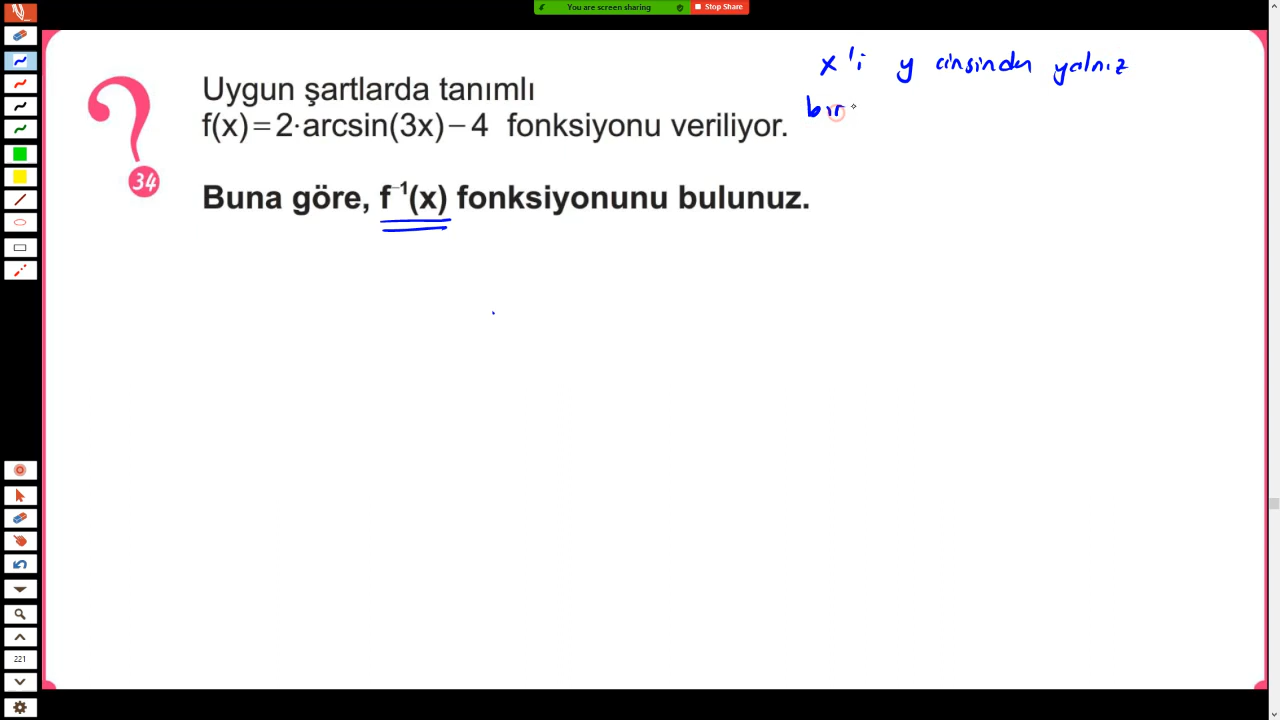 You are screen sharing
Stop Share
x'i y cinsinden yalnız
bır
Uygun şartlarda tanımlı
f(x)=2·arcsin(3x)−4 fonksiyonu veriliyor.
34
Buna göre, f⁻¹(x) fonksiyonunu bulunuz.
221